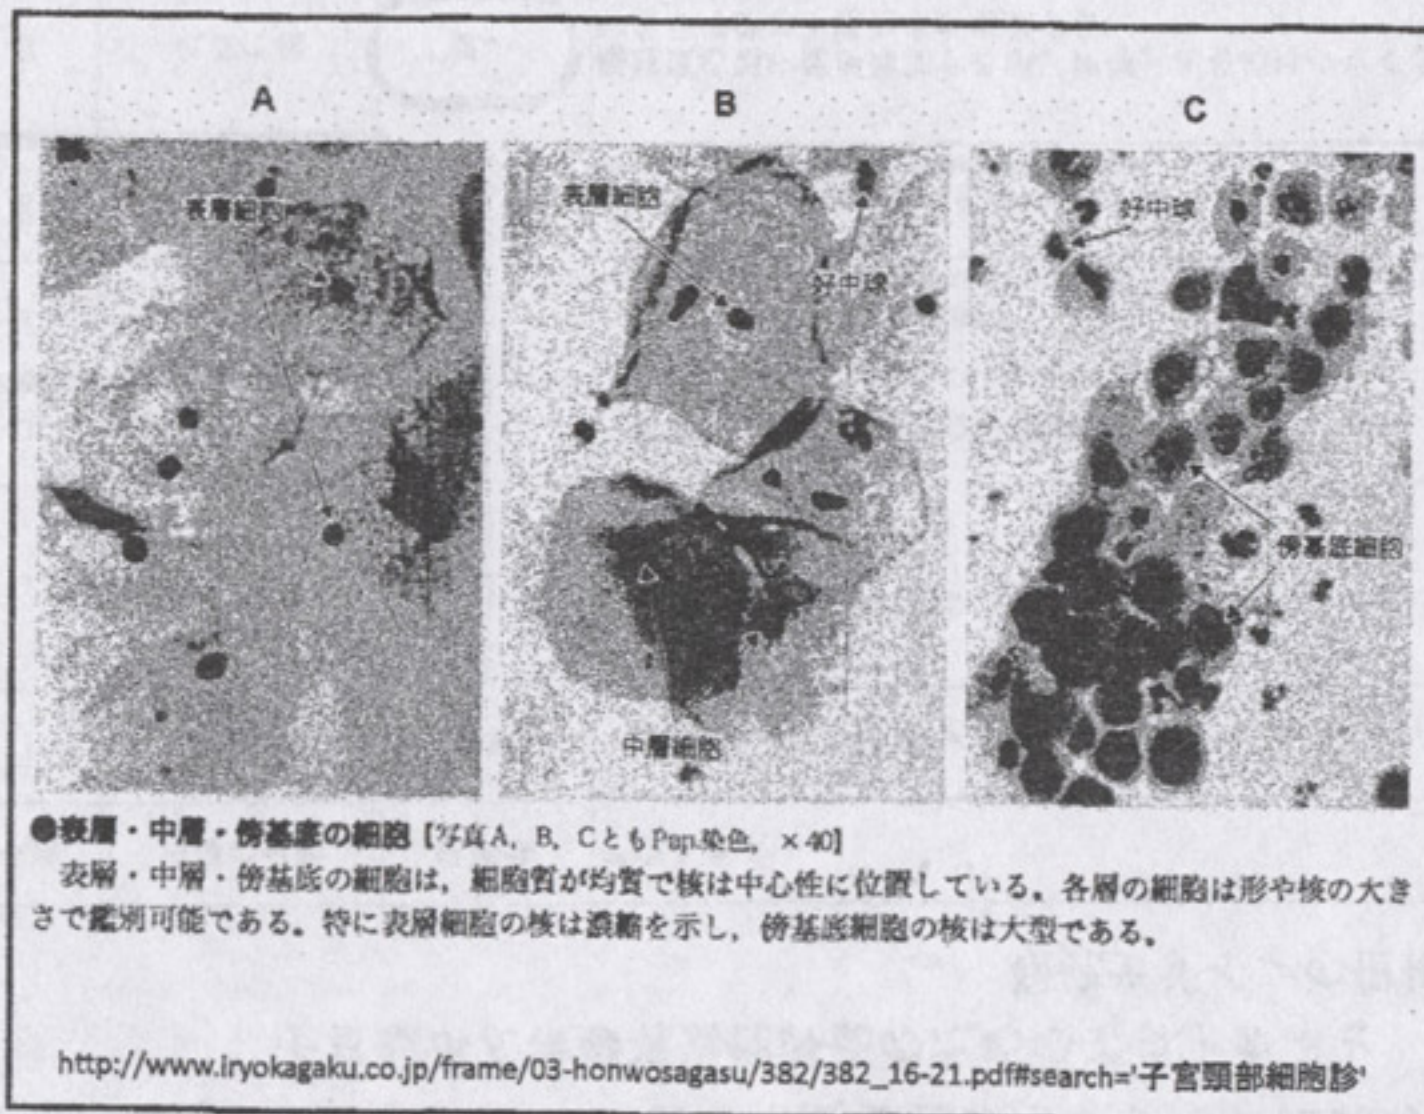 A
B
C
表層細胞
表層細胞
好中球
中層細胞
好中球
傍基底細胞
●表層・中層・傍基底の細胞【写真A, B, CともPap.染色, ×40】
表層・中層・傍基底の細胞は，細胞質が均質で核は中心性に位置している。各層の細胞は形や核の大き
さで鑑別可能である。特に表層細胞の核は濃縮を示し，傍基底細胞の核は大型である。
http://www.iryokagaku.co.jp/frame/03-honwosagasu/382/382_16-21.pdf#search='子宮頸部細胞診'